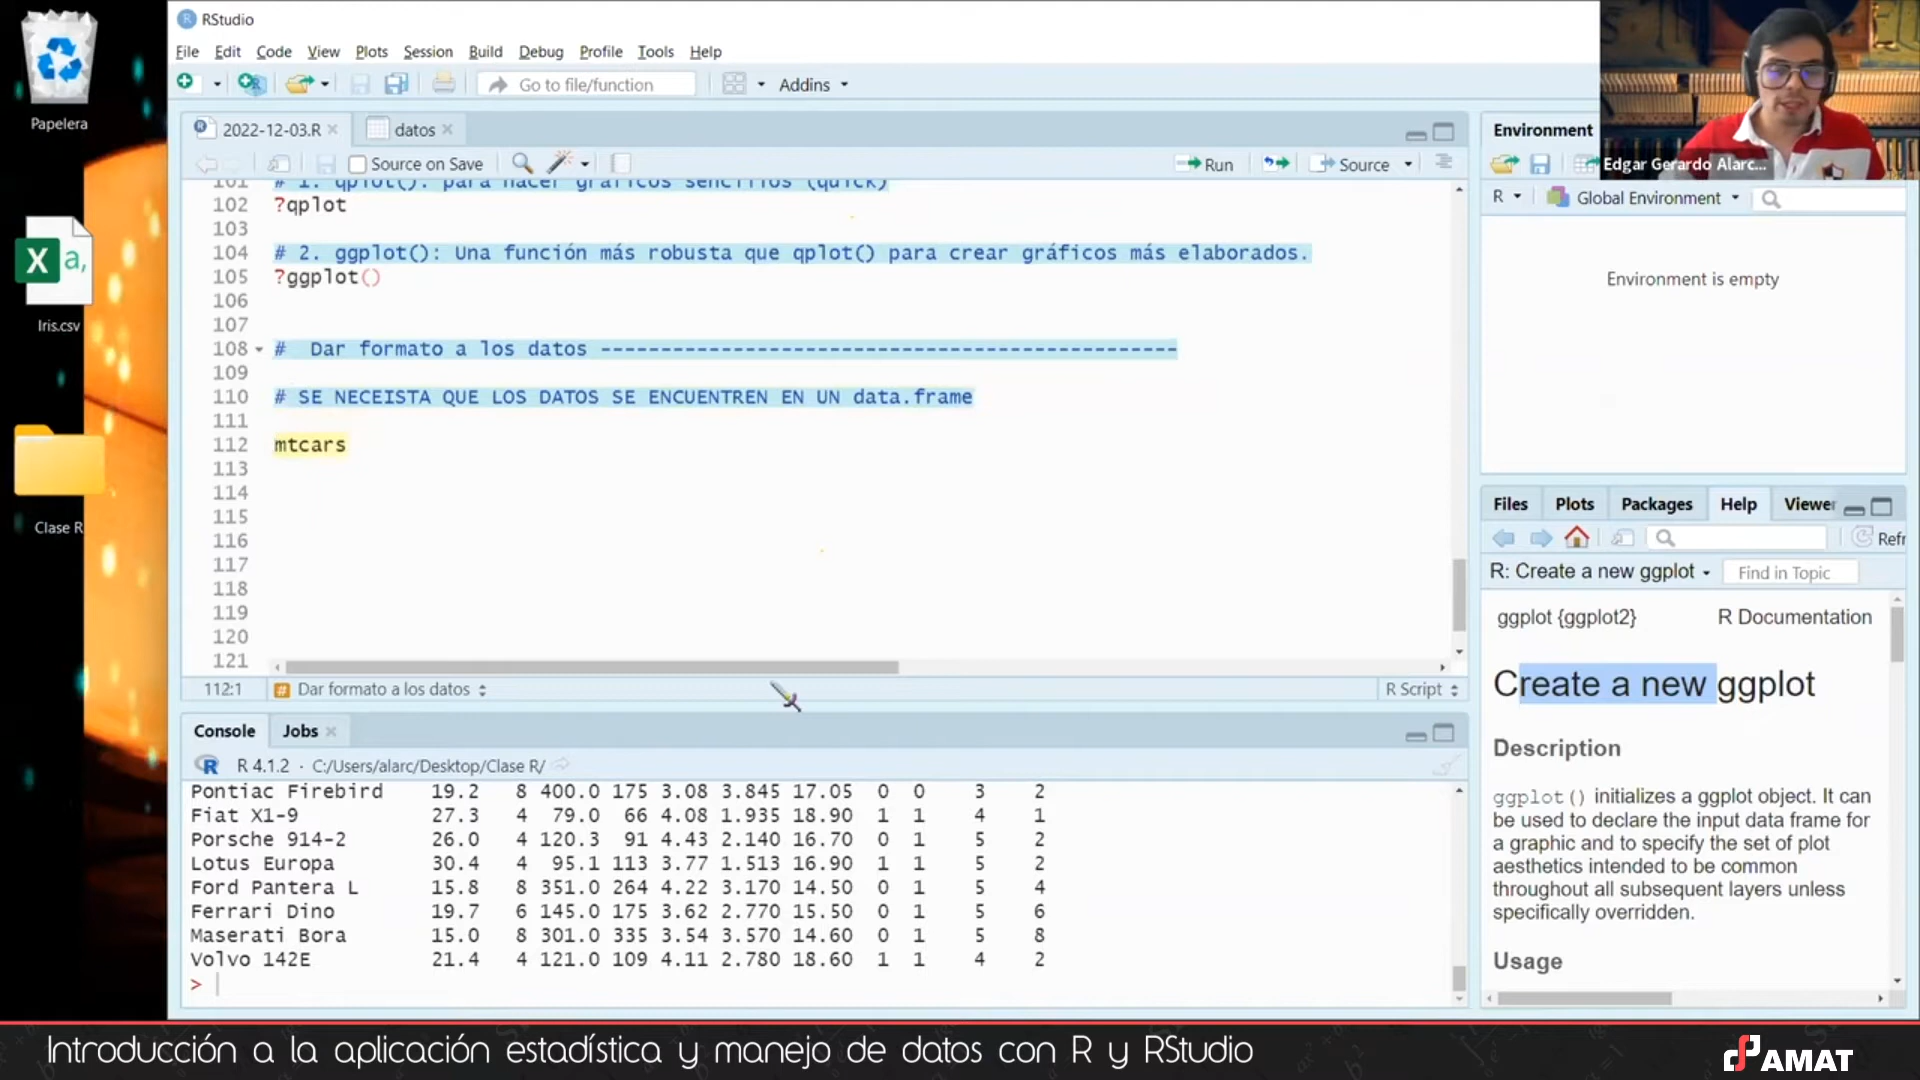 RStudio
File Edit Code View Plots Session Build Debug Profile Tools Help
Go to file/function Addins
Papelera
Iris.csv
Clase R
2022-12-03.R datos
Source on Save Run Source
101 # 1. qplot(): para hacer gráficos sencillos (quick)
102 ?qplot
103
104 # 2. ggplot(): Una función más robusta que qplot() para crear gráficos más elaborados.
105 ?ggplot()
106
107
108 # Dar formato a los datos ------------------------------------------------
109
110 # SE NECEISTA QUE LOS DATOS SE ENCUENTREN EN UN data.frame
111
112 mtcars
113
114
115
116
117
118
119
120
121
112:1 Dar formato a los datos R Script
Console Jobs
R 4.1.2 · C:/Users/alarc/Desktop/Clase R/
Pontiac Firebird 19.2 8 400.0 175 3.08 3.845 17.05 0 0 3 2
Fiat X1-9 27.3 4 79.0 66 4.08 1.935 18.90 1 1 4 1
Porsche 914-2 26.0 4 120.3 91 4.43 2.140 16.70 0 1 5 2
Lotus Europa 30.4 4 95.1 113 3.77 1.513 16.90 1 1 5 2
Ford Pantera L 15.8 8 351.0 264 4.22 3.170 14.50 0 1 5 4
Ferrari Dino 19.7 6 145.0 175 3.62 2.770 15.50 0 1 5 6
Maserati Bora 15.0 8 301.0 335 3.54 3.570 14.60 0 1 5 8
Volvo 142E 21.4 4 121.0 109 4.11 2.780 18.60 1 1 4 2
>
Environment
Edgar Gerardo Alarc...
R Global Environment
Environment is empty
Files Plots Packages Help Viewer
Refr
R: Create a new ggplot Find in Topic
ggplot {ggplot2} R Documentation
Create a new ggplot
Description
ggplot() initializes a ggplot object. It can
be used to declare the input data frame for
a graphic and to specify the set of plot
aesthetics intended to be common
throughout all subsequent layers unless
specifically overridden.
Usage
Introducción a la aplicación estadística y manejo de datos con R y RStudio
AMAT